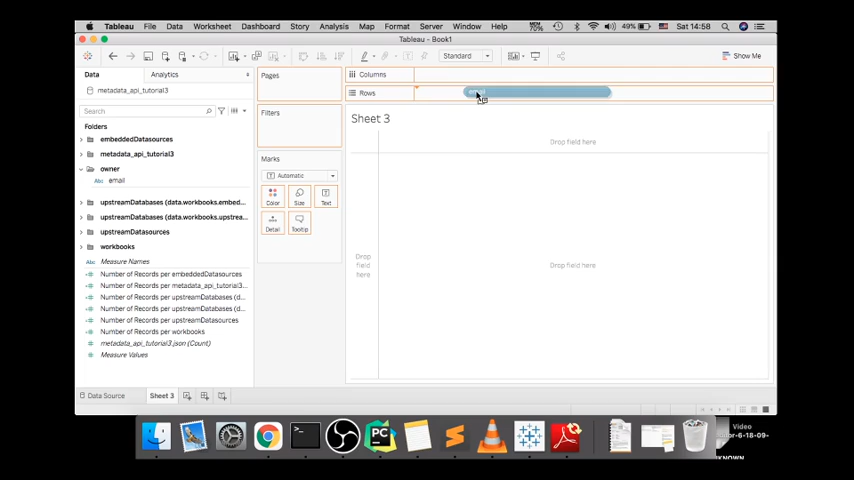 Tableau File Data Worksheet Dashboard Story Analysis Map Format Server Window Help MEM 70% 49% Sat 14:58
Tableau - Book1
Standard Show Me
Data Analytics
metadata_api_tutorial3
Search
Folders
embeddedDatasources
metadata_api_tutorial3
owner
Abc email
upstreamDatabases (data.workbooks.embed...
upstreamDatabases (data.workbooks.upstrea...
upstreamDatasources
workbooks
Abc Measure Names
Number of Records per embeddedDatasources
Number of Records per metadata_api_tutorial3...
Number of Records per upstreamDatabases (d...
Number of Records per upstreamDatabases (d...
Number of Records per upstreamDatasources
Number of Records per workbooks
metadata_api_tutorial3.json (Count)
Measure Values
Pages
Filters
Marks
Automatic
Color Size Text
Detail Tooltip
Columns
Rows email
Sheet 3
Drop field here
Drop field here
Drop field here
Data Source Sheet 3
PC
Video